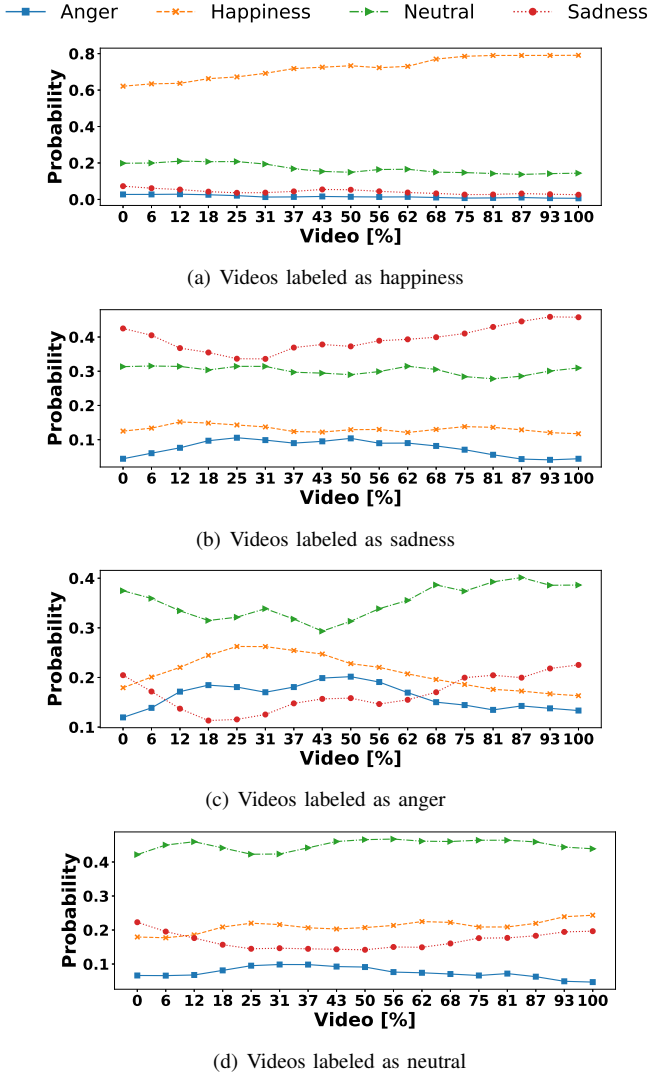 Anger Happiness Neutral Sadness
0.8
0.6
0.4
0.2
0.0
Probability
0 6 12 18 25 31 37 43 50 56 62 68 75 81 87 93 100
Video [%]
(a) Videos labeled as happiness
0.4
0.3
0.2
0.1
Probability
0 6 12 18 25 31 37 43 50 56 62 68 75 81 87 93 100
Video [%]
(b) Videos labeled as sadness
0.4
0.3
0.2
0.1
Probability
0 6 12 18 25 31 37 43 50 56 62 68 75 81 87 93 100
Video [%]
(c) Videos labeled as anger
0.4
0.3
0.2
0.1
Probability
0 6 12 18 25 31 37 43 50 56 62 68 75 81 87 93 100
Video [%]
(d) Videos labeled as neutral